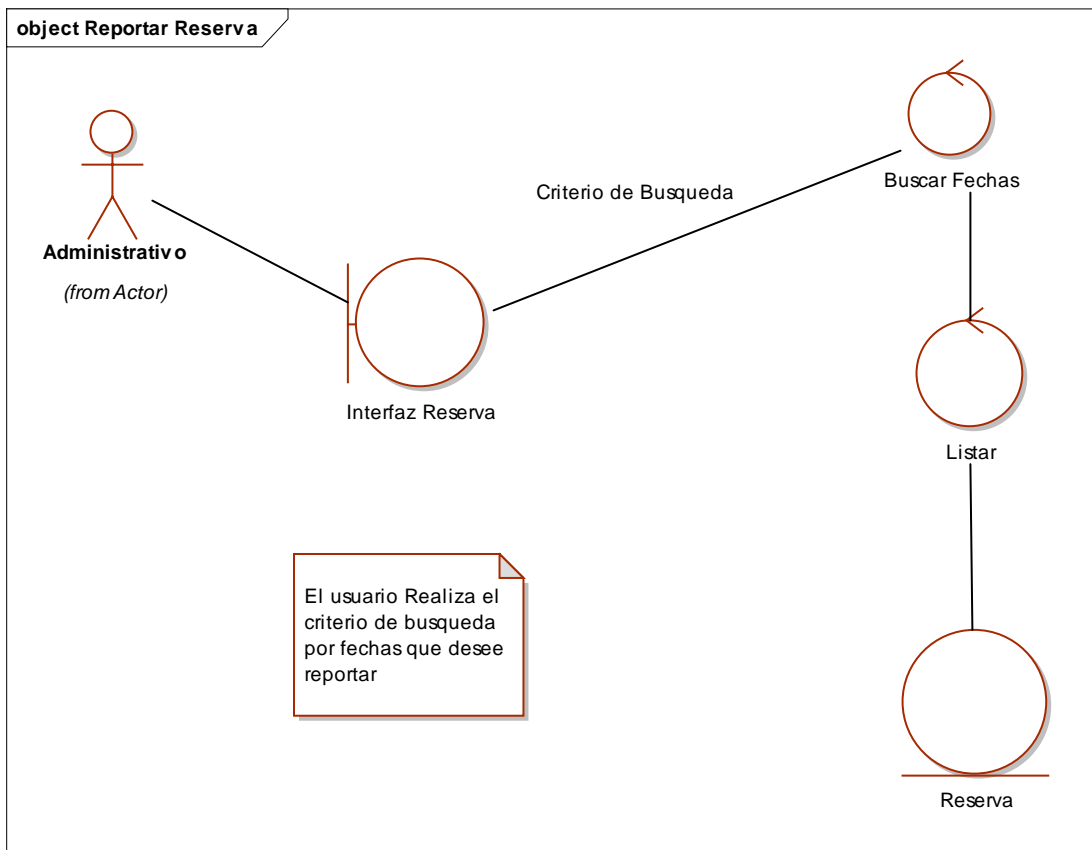 object Reportar Reserva
Administrativo
(from Actor)
Interfaz Reserva
Criterio de Busqueda
Buscar Fechas
Listar
El usuario Realiza el
criterio de busqueda
por fechas que desee
reportar
Reserva